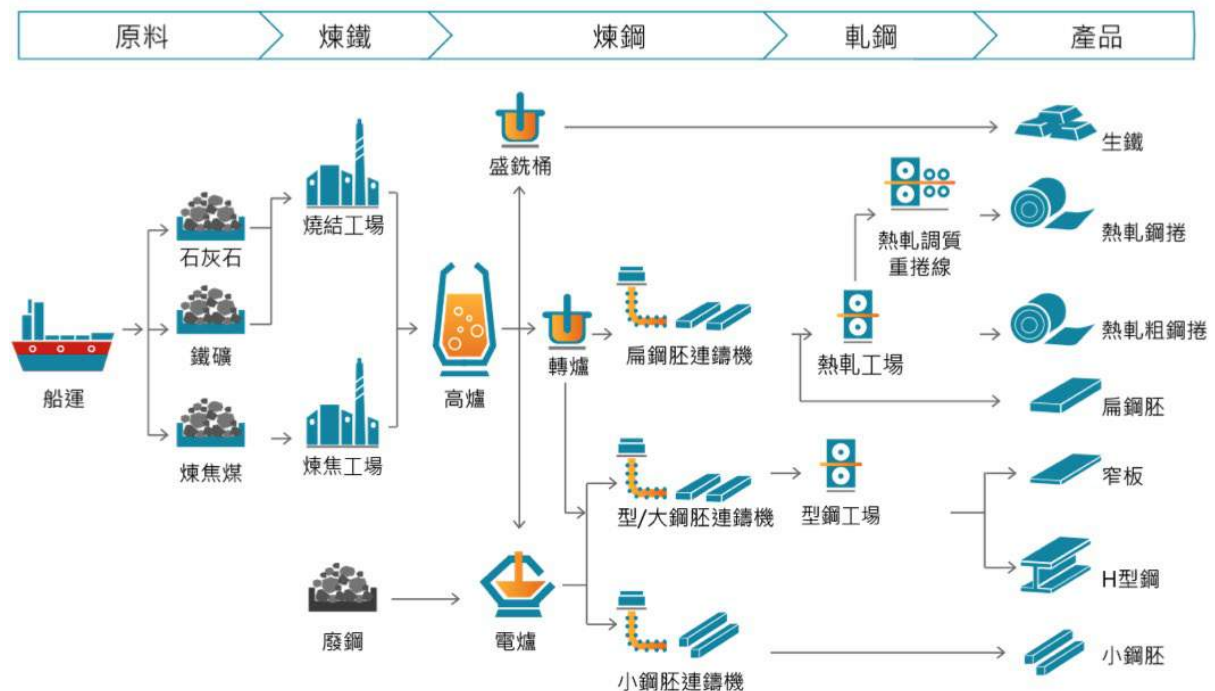 原料
煉鐵
煉鋼
軋鋼
產品
盛銑桶
生鐵
燒結工場
石灰石
熱軋調質
重捲線
熱軋鋼捲
鐵礦
船運
高爐
轉爐
扁鋼胚連鑄機
熱軋工場
熱軋粗鋼捲
扁鋼胚
煉焦煤
煉焦工場
型/大鋼胚連鑄機
型鋼工場
窄板
H型鋼
廢鋼
電爐
小鋼胚連鑄機
小鋼胚